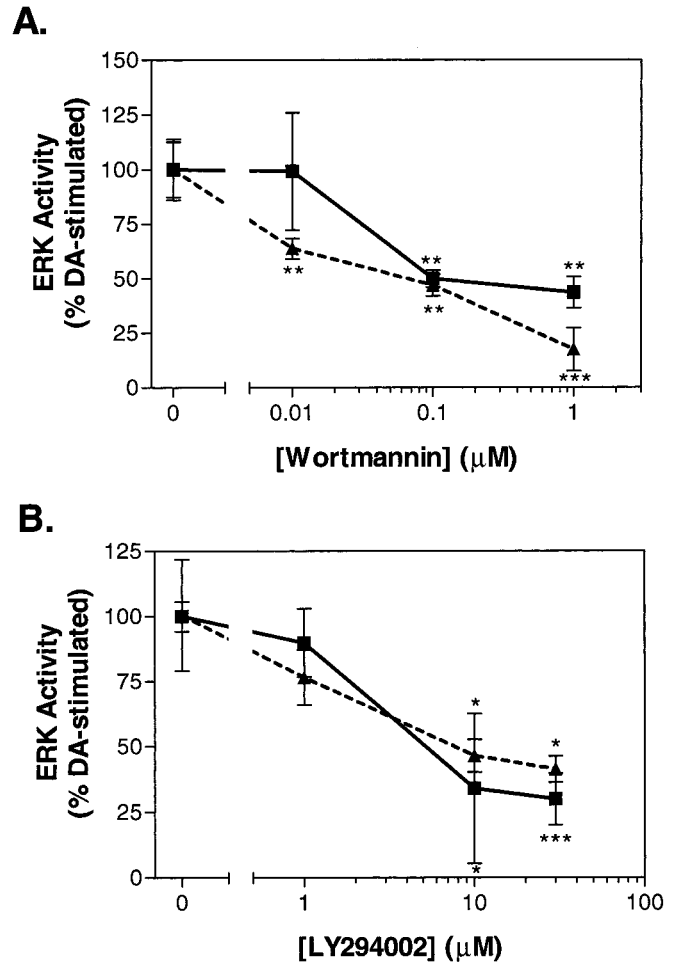 A.
150
125
100
75
50
25
0
ERK Activity
(% DA-stimulated)
**
**
**
**
***
0 0.01 0.1 1
[Wortmannin] (μM)
B.
125
100
75
50
25
0
ERK Activity
(% DA-stimulated)
*
*
***
*
0 1 10 100
[LY294002] (μM)